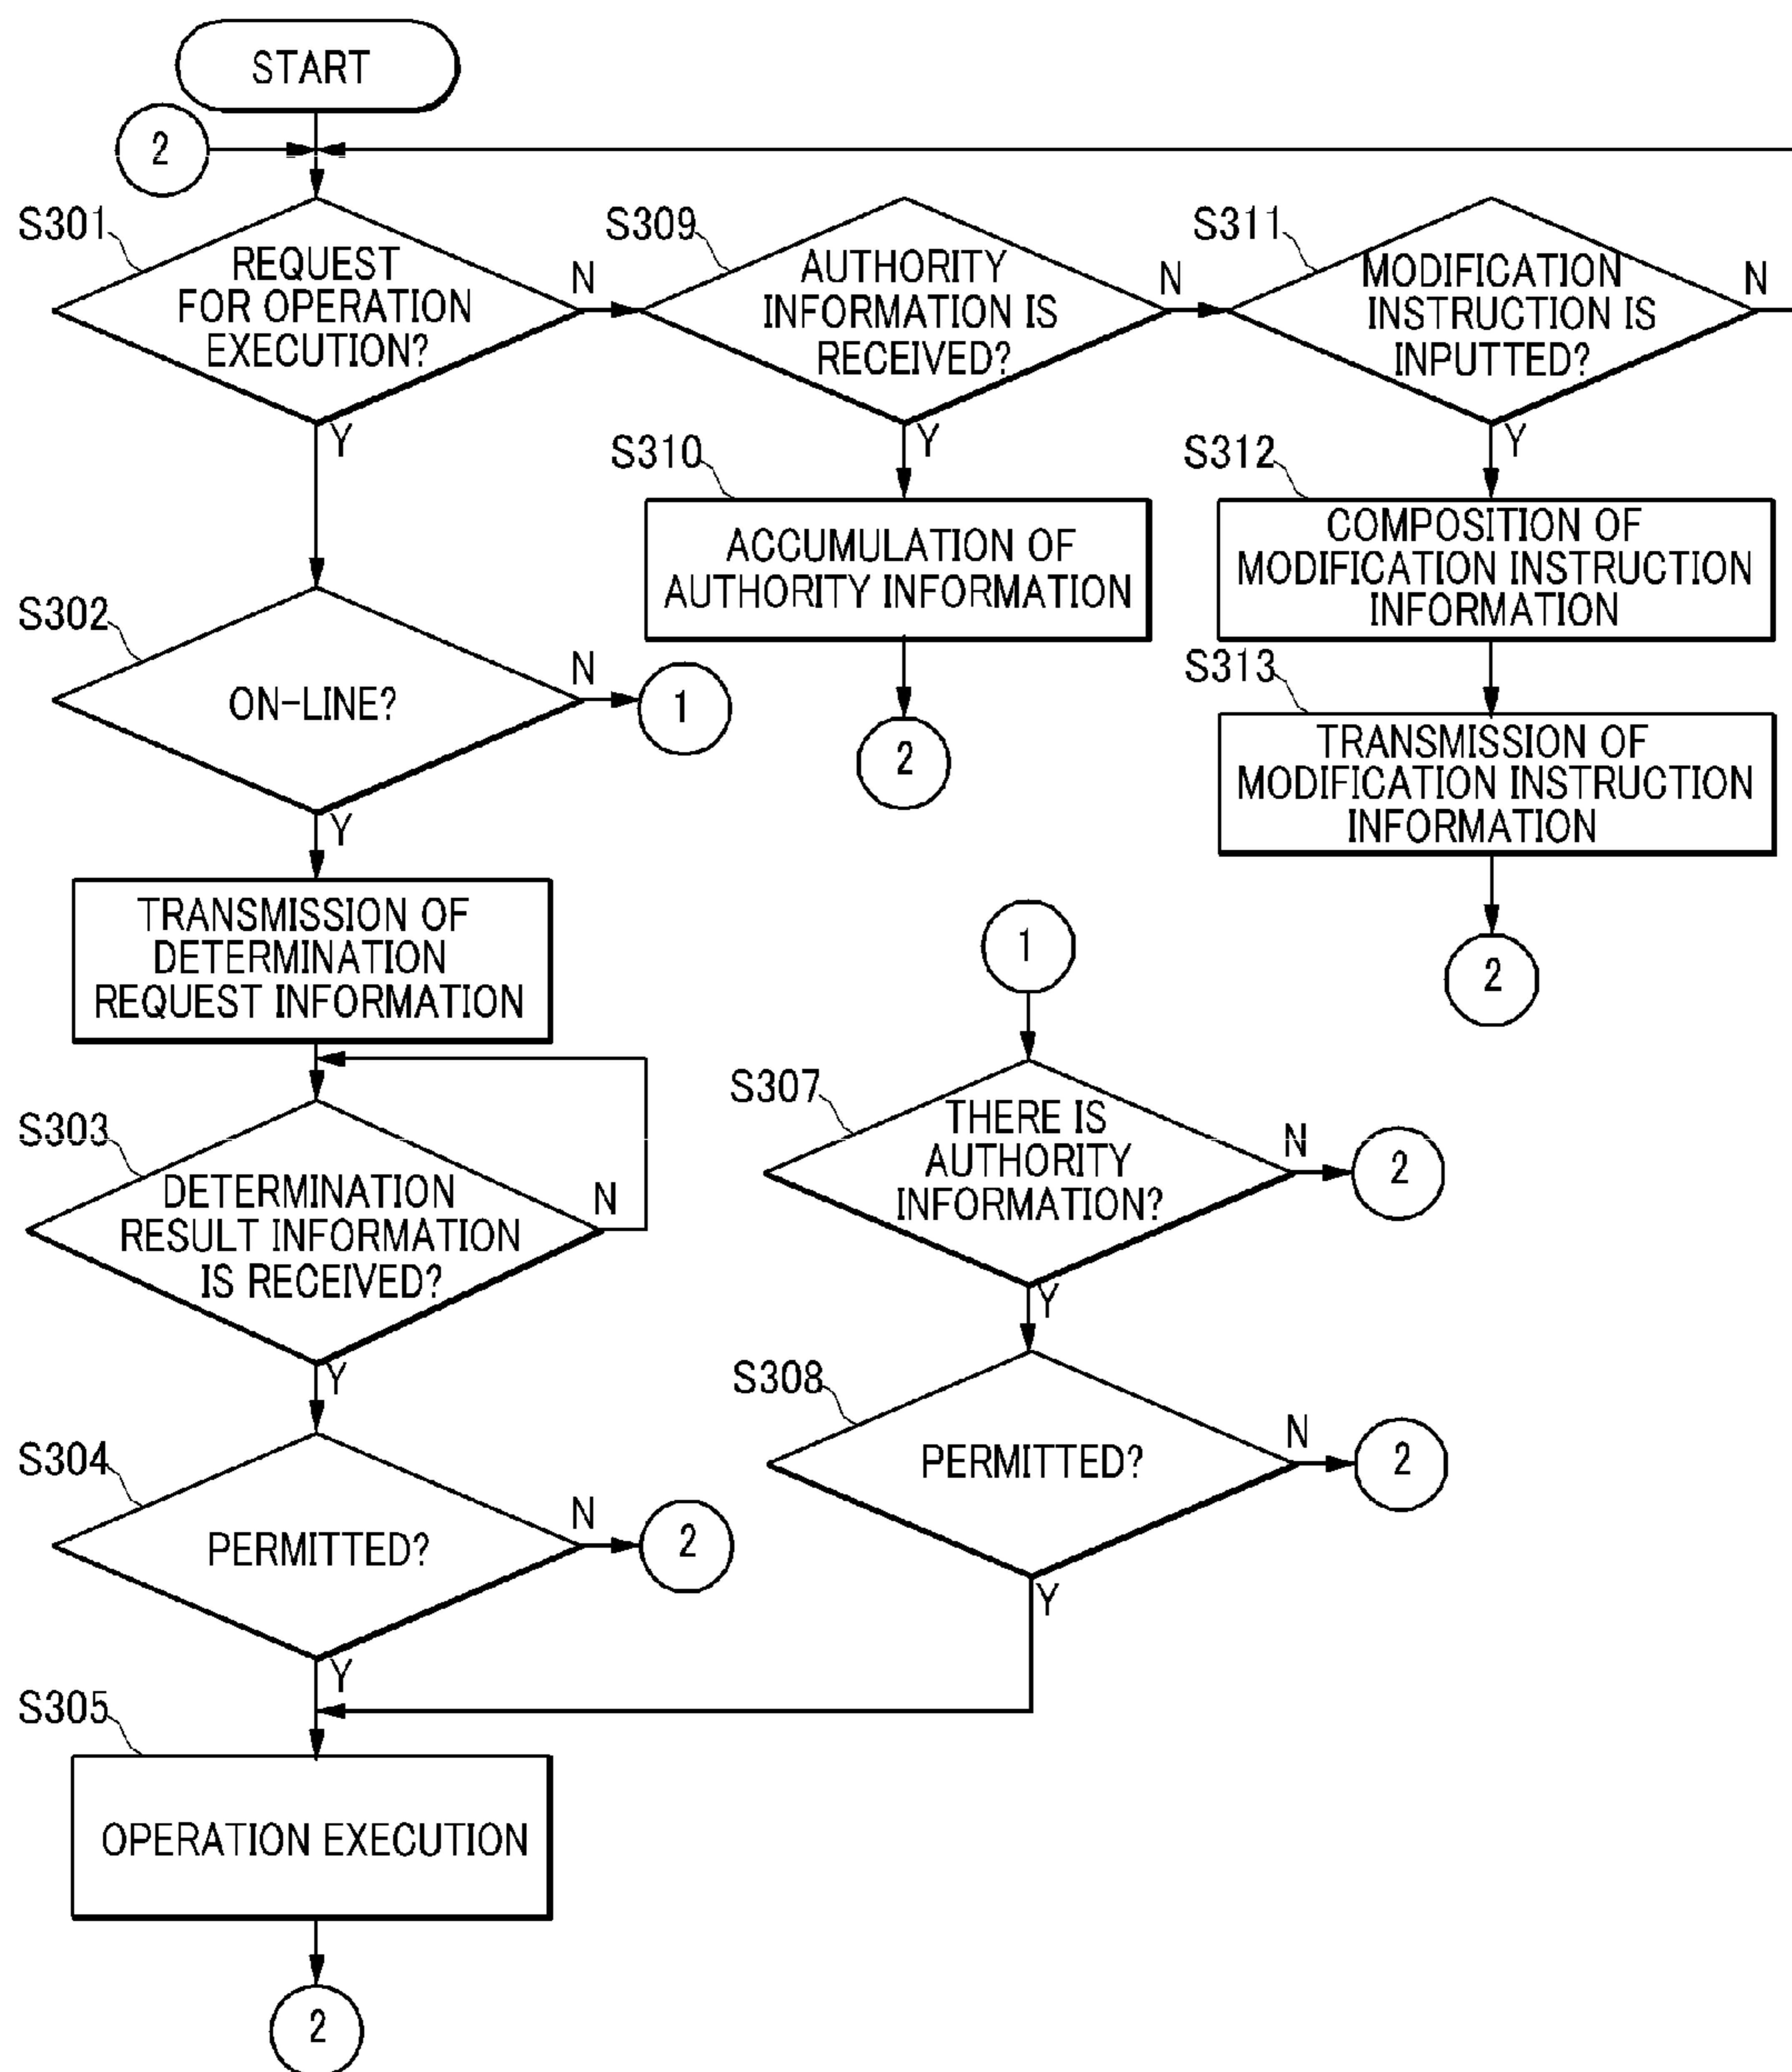 START
2
S301
REQUEST
FOR OPERATION
EXECUTION?
N
Y
S309
AUTHORITY
INFORMATION IS
RECEIVED?
N
Y
S311
MODIFICATION
INSTRUCTION IS
INPUTTED?
N
Y
S310
ACCUMULATION OF
AUTHORITY INFORMATION
2
S312
COMPOSITION OF
MODIFICATION INSTRUCTION
INFORMATION
S313
TRANSMISSION OF
MODIFICATION INSTRUCTION
INFORMATION
2
S302
ON-LINE?
N
1
Y
TRANSMISSION OF
DETERMINATION
REQUEST INFORMATION
S303
DETERMINATION
RESULT INFORMATION
IS RECEIVED?
N
Y
S304
PERMITTED?
N
2
Y
1
S307
THERE IS
AUTHORITY
INFORMATION?
N
2
Y
S308
PERMITTED?
N
2
Y
S305
OPERATION EXECUTION
2